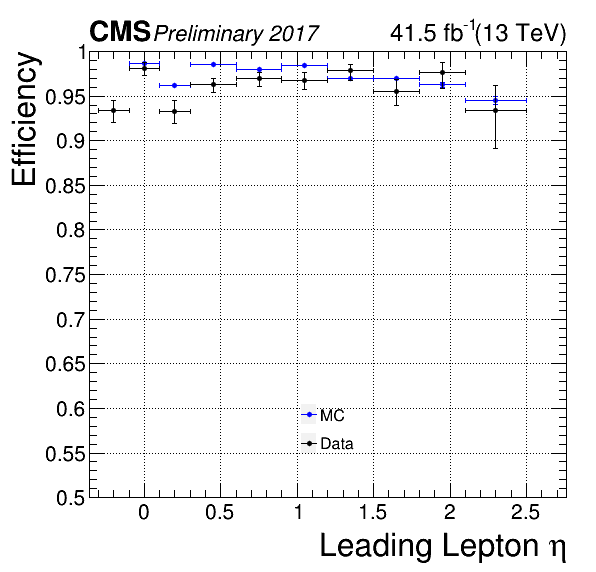 CMS Preliminary 2017 41.5 fb⁻¹(13 TeV)
Efficiency
1
0.95
0.9
0.85
0.8
0.75
0.7
0.65
0.6
0.55
0.5
MC
Data
0 0.5 1 1.5 2 2.5
Leading Lepton η